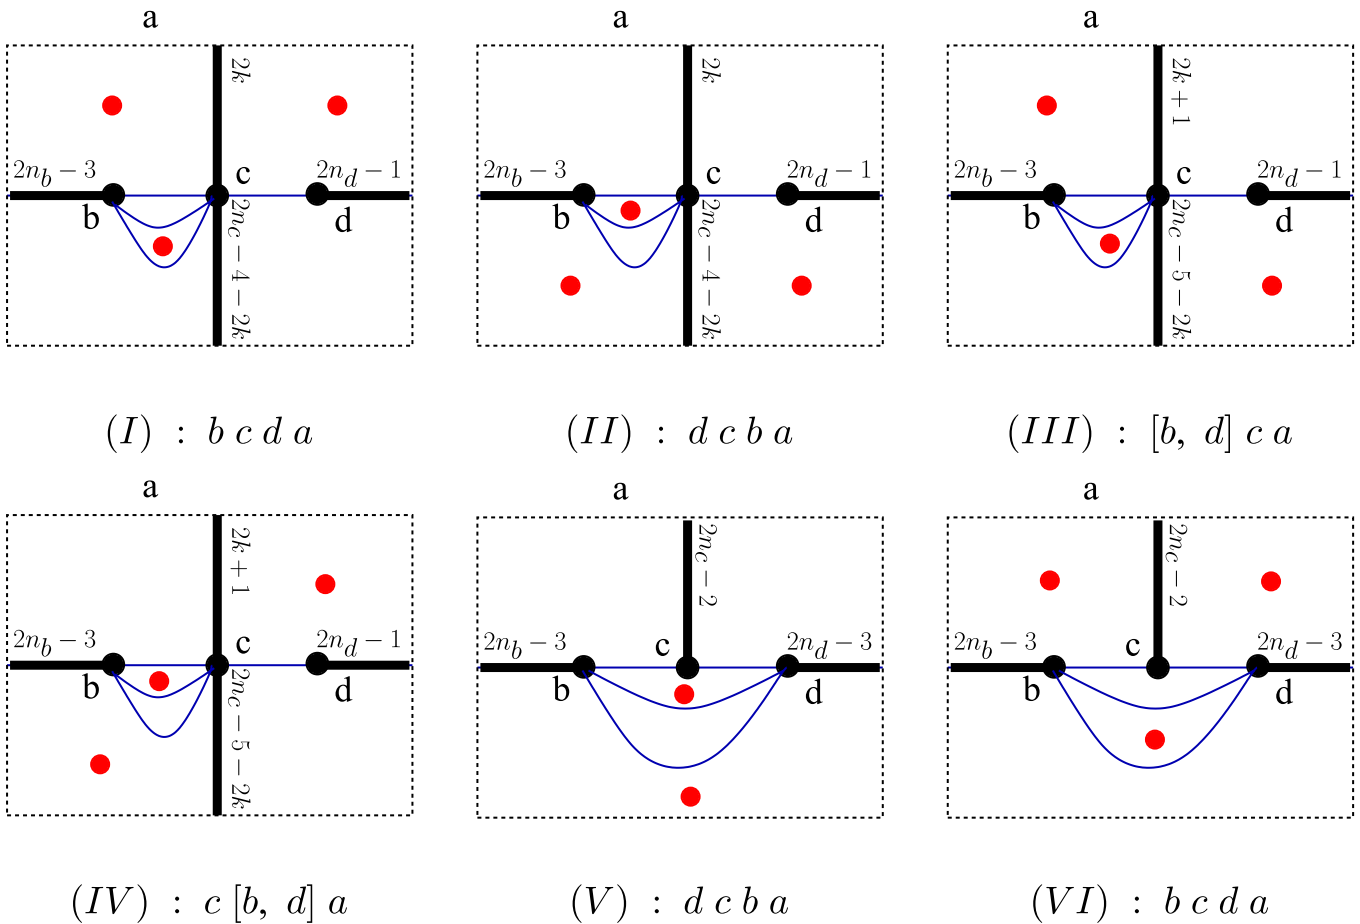 a
2k
2n_b − 3
c
2n_d − 1
b
2n_c − 4 − 2k
d
(I) : b c d a
a
2k
2n_b − 3
c
2n_d − 1
b
2n_c − 4 − 2k
d
(II) : d c b a
a
2k + 1
2n_b − 3
c
2n_d − 1
b
2n_c − 5 − 2k
d
(III) : [b, d] c a
a
2k + 1
2n_b − 3
c
2n_d − 1
b
2n_c − 5 − 2k
d
(IV) : c [b, d] a
a
2n_c − 2
2n_b − 3
c
2n_d − 3
b
d
(V) : d c b a
a
2n_c − 2
2n_b − 3
c
2n_d − 3
b
d
(VI) : b c d a